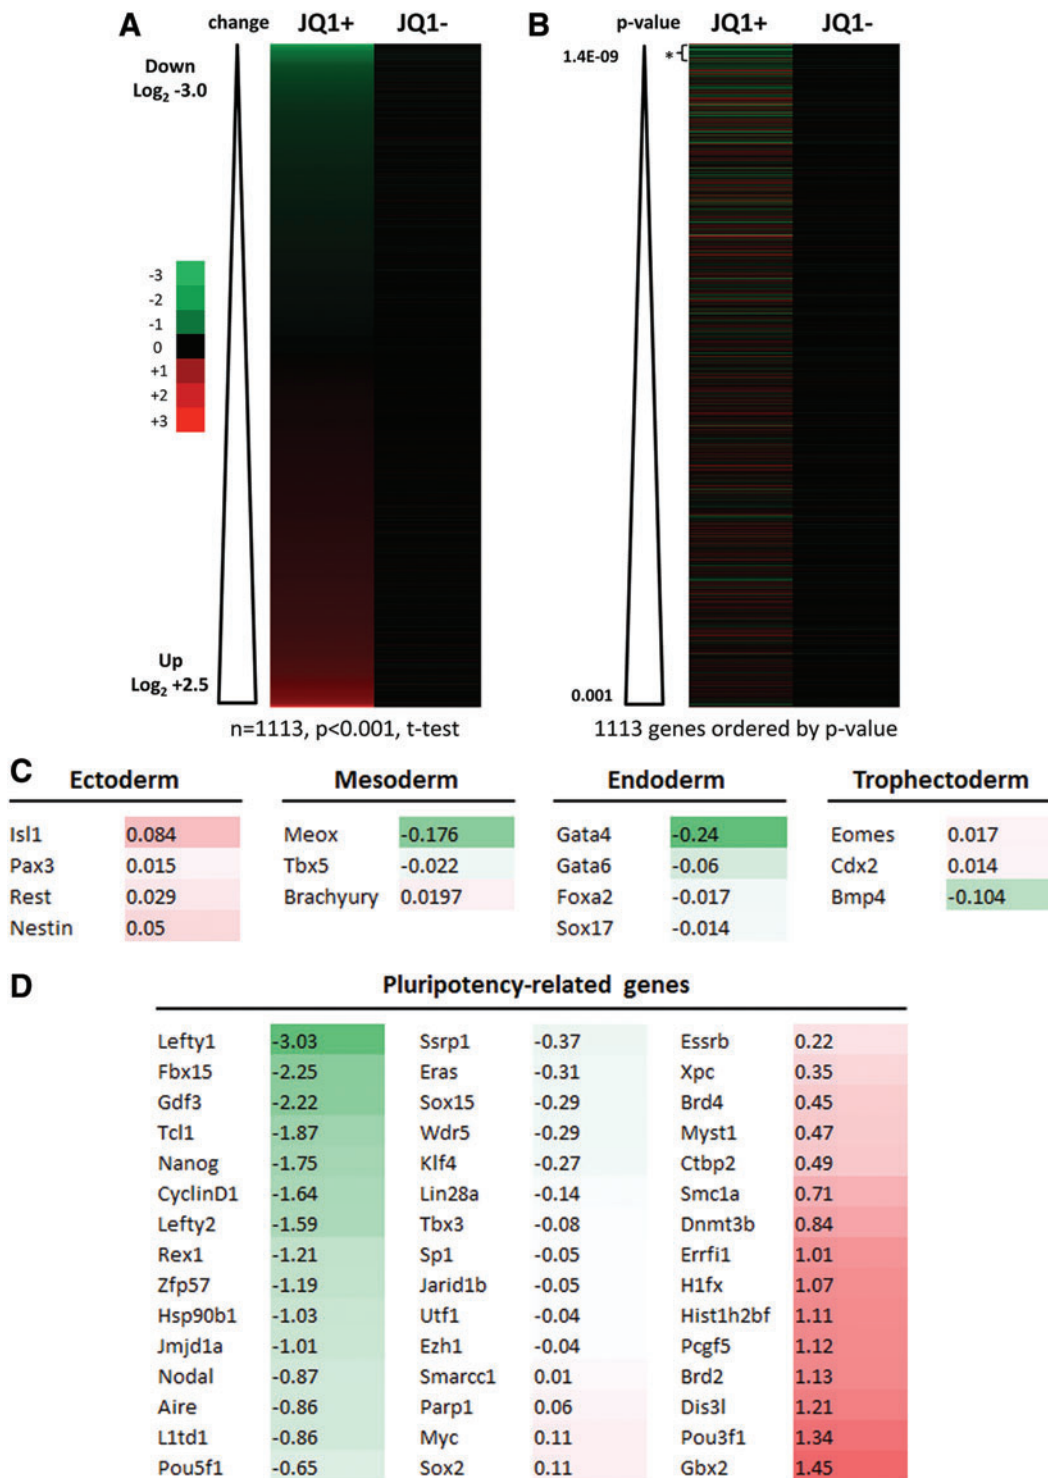 A change JQ1+ JQ1- B p-value JQ1+ JQ1-
Down
Log2 -3.0
1.4E-09 *
-3
-2
-1
0
+1
+2
+3
Up
Log2 +2.5
0.001
n=1113, p<0.001, t-test
1113 genes ordered by p-value
C Ectoderm Mesoderm Endoderm Trophectoderm
Isl1 0.084 Meox -0.176 Gata4 -0.24 Eomes 0.017
Pax3 0.015 Tbx5 -0.022 Gata6 -0.06 Cdx2 0.014
Rest 0.029 Brachyury 0.0197 Foxa2 -0.017 Bmp4 -0.104
Nestin 0.05 Sox17 -0.014
D Pluripotency-related genes
Lefty1 -3.03 Ssrp1 -0.37 Essrb 0.22
Fbx15 -2.25 Eras -0.31 Xpc 0.35
Gdf3 -2.22 Sox15 -0.29 Brd4 0.45
Tcl1 -1.87 Wdr5 -0.29 Myst1 0.47
Nanog -1.75 Klf4 -0.27 Ctbp2 0.49
CyclinD1 -1.64 Lin28a -0.14 Smc1a 0.71
Lefty2 -1.59 Tbx3 -0.08 Dnmt3b 0.84
Rex1 -1.21 Sp1 -0.05 Errfi1 1.01
Zfp57 -1.19 Jarid1b -0.05 H1fx 1.07
Hsp90b1 -1.03 Utf1 -0.04 Hist1h2bf 1.11
Jmjd1a -1.01 Ezh1 -0.04 Pcgf5 1.12
Nodal -0.87 Smarcc1 0.01 Brd2 1.13
Aire -0.86 Parp1 0.06 Dis3l 1.21
L1td1 -0.86 Myc 0.11 Pou3f1 1.34
Pou5f1 -0.65 Sox2 0.11 Gbx2 1.45